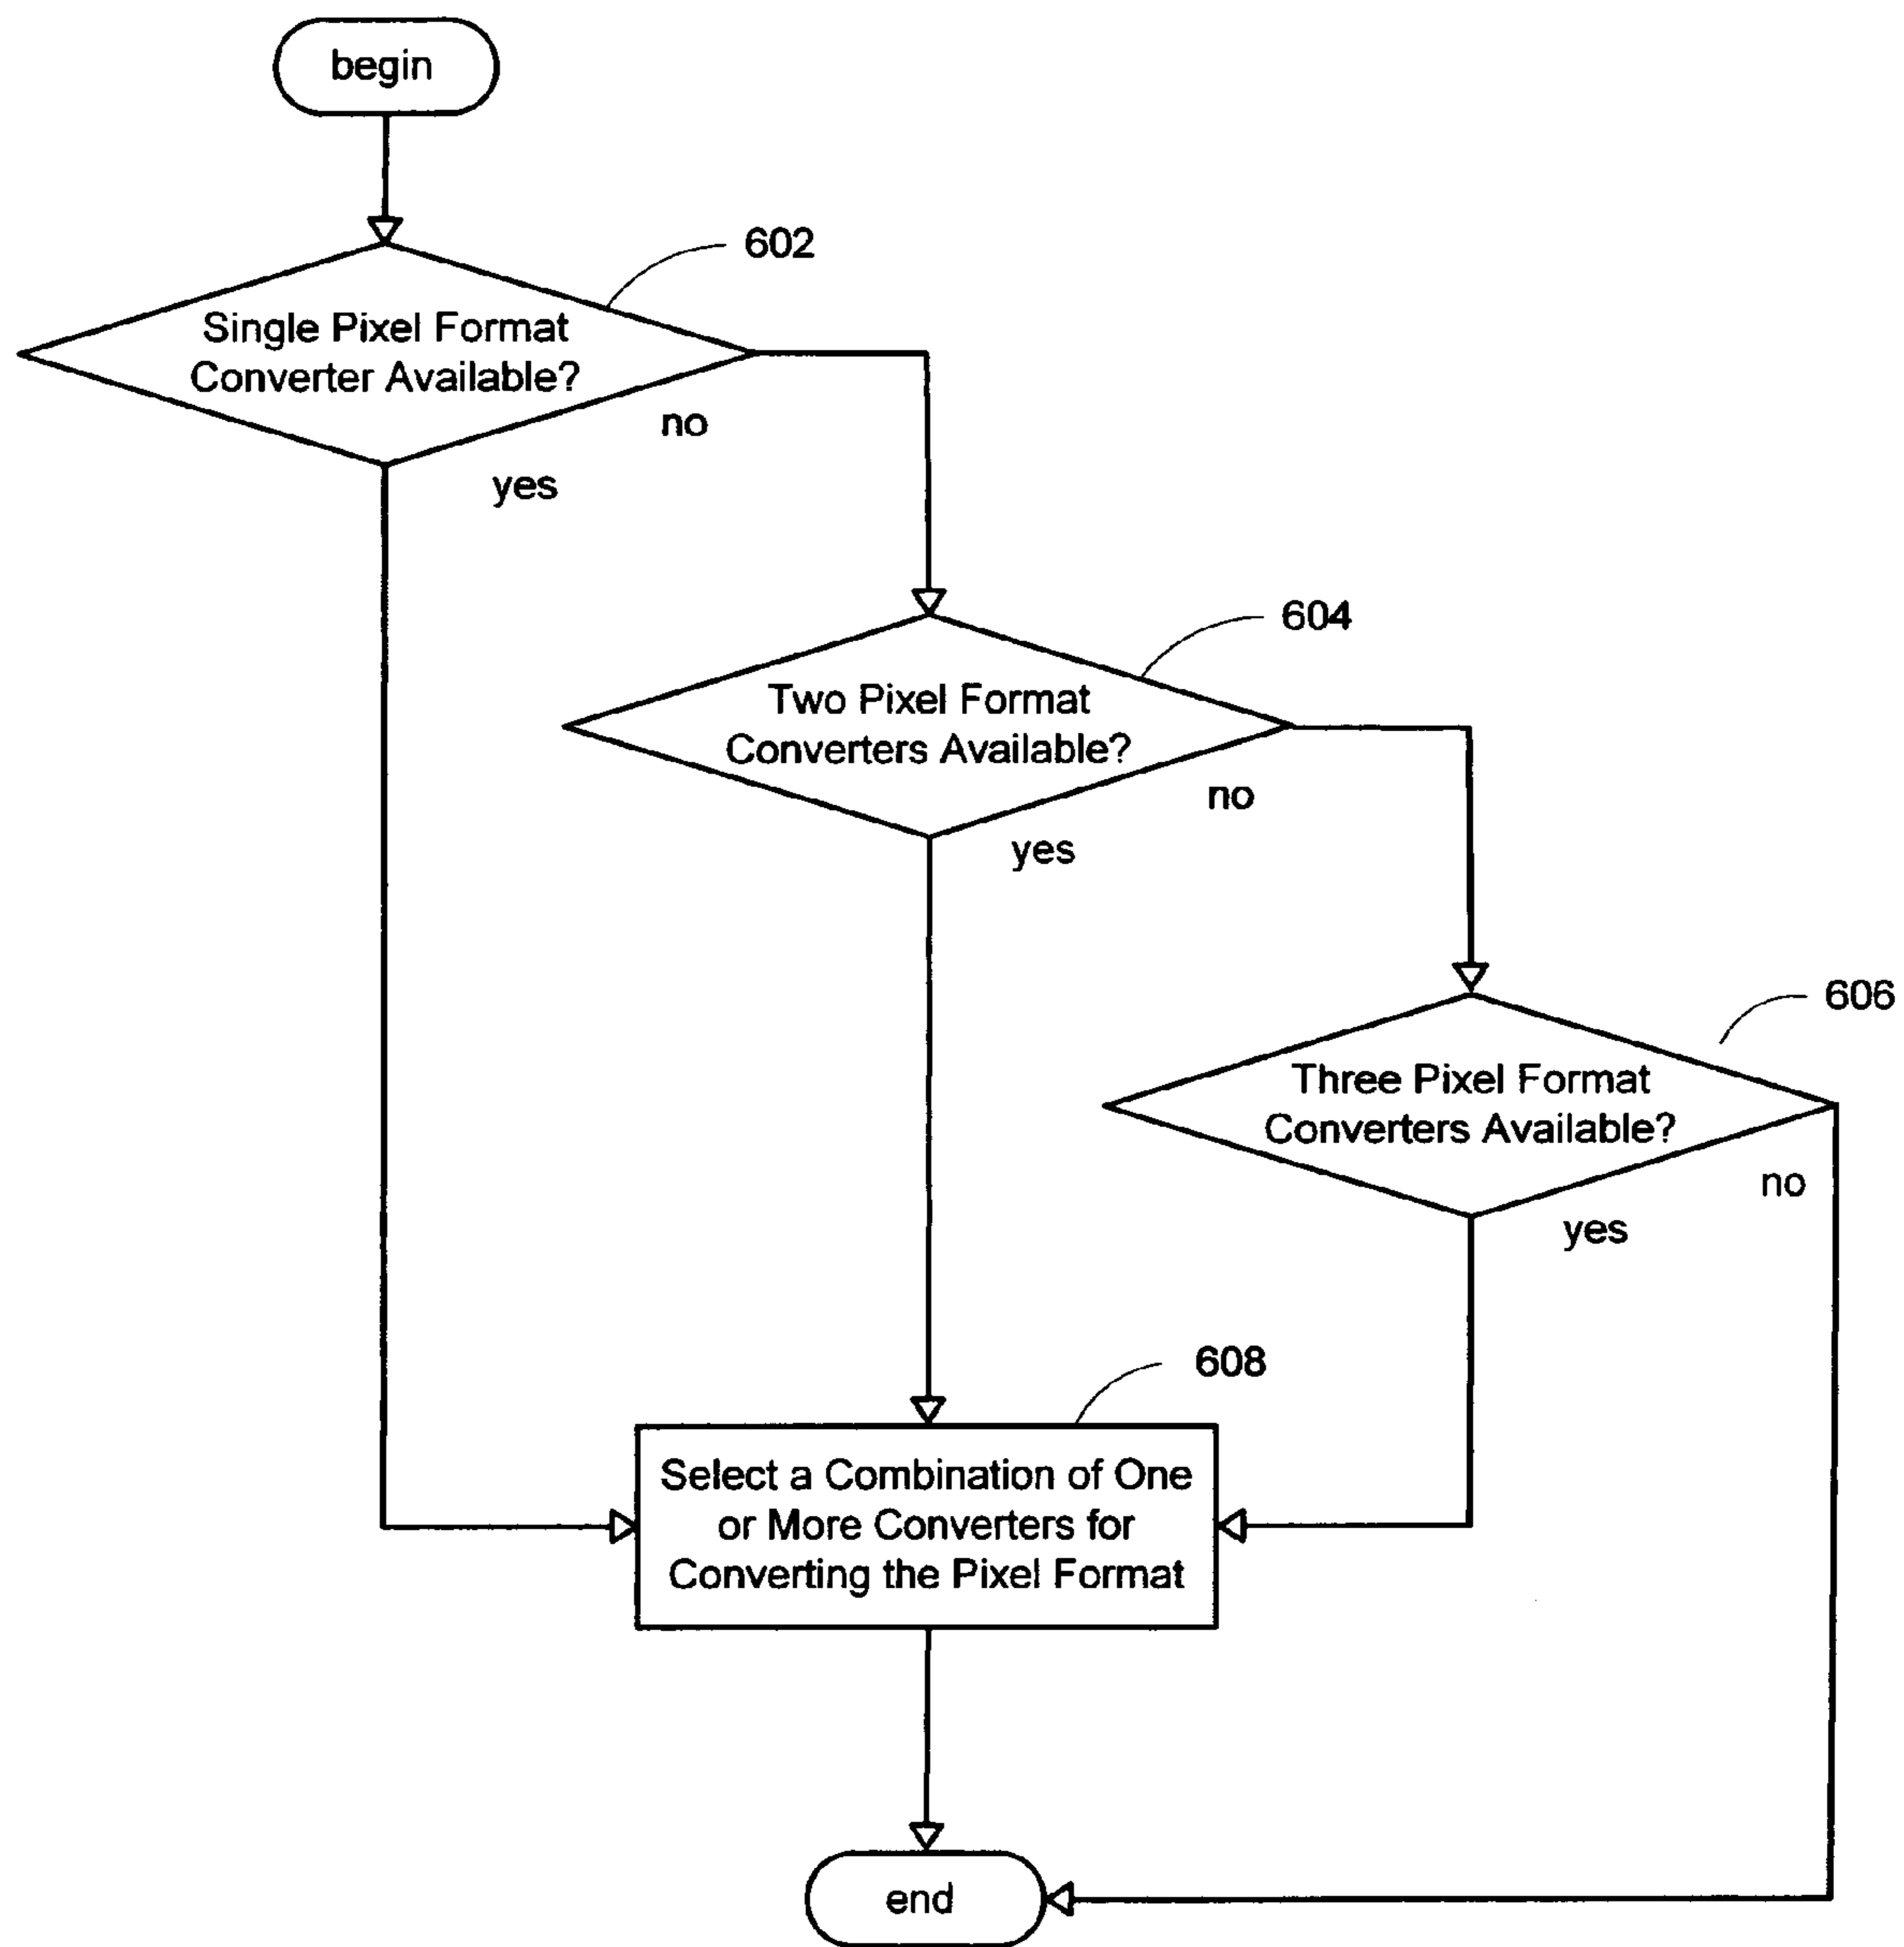 begin
602
Single Pixel Format
Converter Available?
no
yes
604
Two Pixel Format
Converters Available?
no
yes
606
Three Pixel Format
Converters Available?
no
yes
608
Select a Combination of One
or More Converters for
Converting the Pixel Format
end